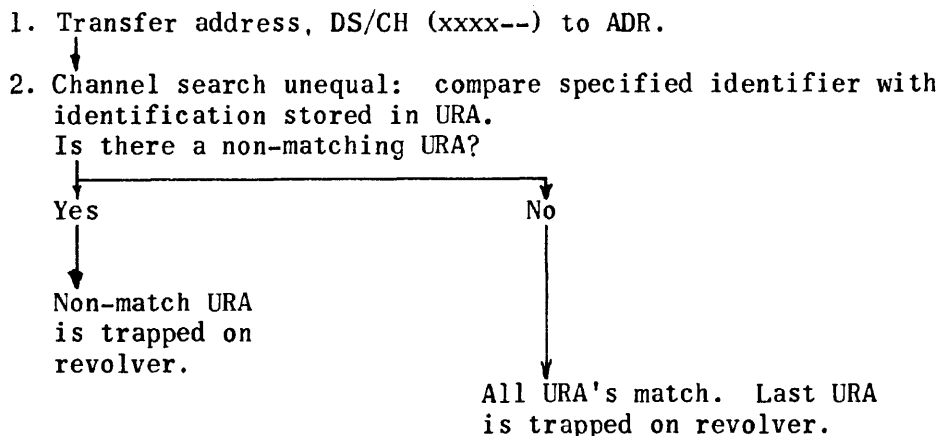 1. Transfer address, DS/CH (xxxx--) to ADR.
2. Channel search unequal: compare specified identifier with
identification stored in URA.
Is there a non-matching URA?
Yes No
Non-match URA
is trapped on
revolver.
All URA's match. Last URA
is trapped on revolver.